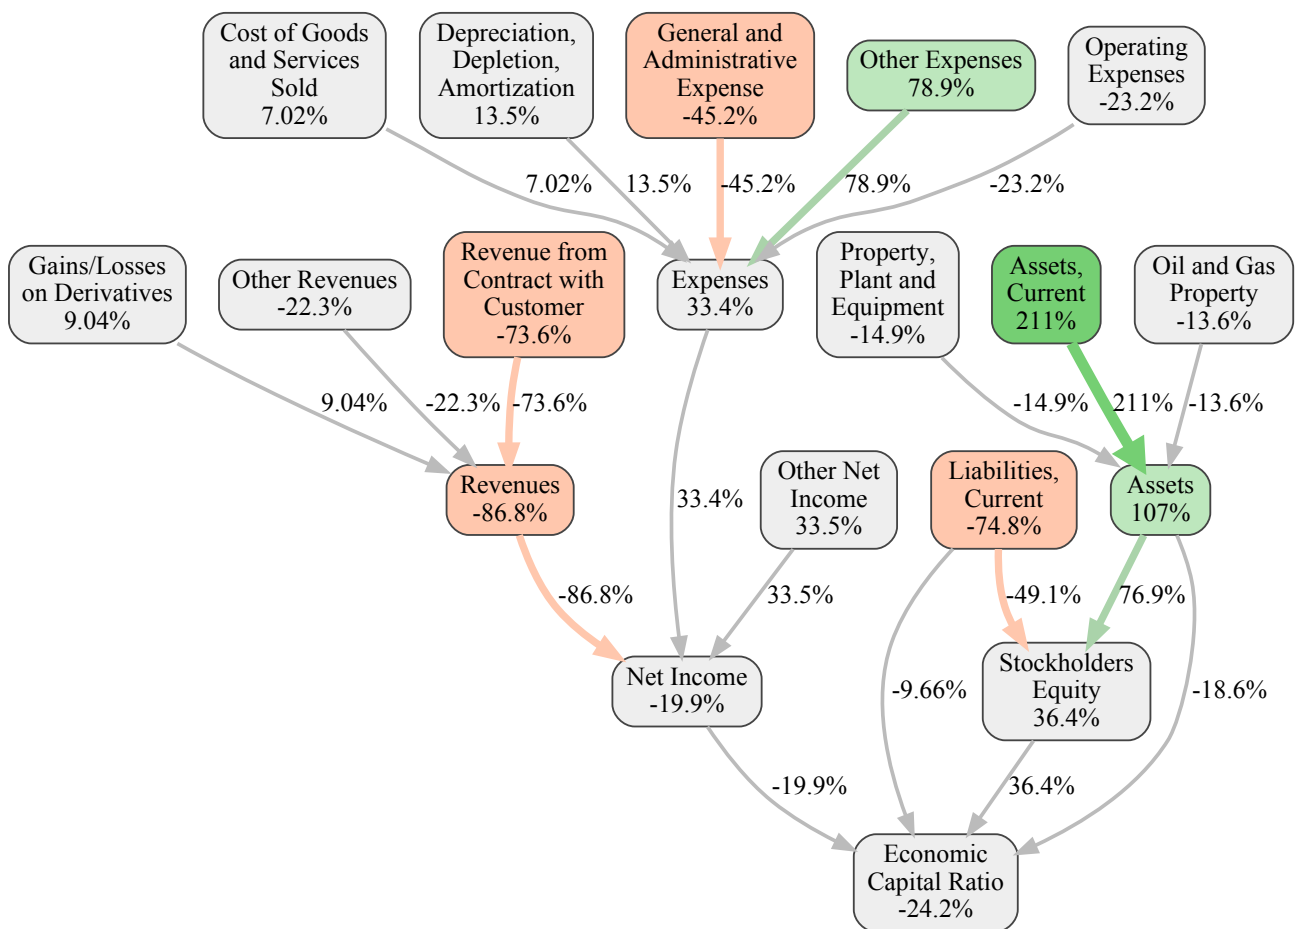 Cost of Goods
and Services
Sold
7.02%
Depreciation,
Depletion,
Amortization
13.5%
General and
Administrative
Expense
-45.2%
Other Expenses
78.9%
Operating
Expenses
-23.2%
7.02%
13.5%
-45.2%
78.9%
-23.2%
Gains/Losses
on Derivatives
9.04%
Other Revenues
-22.3%
Revenue from
Contract with
Customer
-73.6%
Expenses
33.4%
Property,
Plant and
Equipment
-14.9%
Assets,
Current
211%
Oil and Gas
Property
-13.6%
9.04%
-22.3%
-73.6%
-14.9%
211%
-13.6%
Revenues
-86.8%
33.4%
Other Net
Income
33.5%
Liabilities,
Current
-74.8%
Assets
107%
-86.8%
33.5%
-49.1%
76.9%
Net Income
-19.9%
-9.66%
Stockholders
Equity
36.4%
-18.6%
-19.9%
36.4%
Economic
Capital Ratio
-24.2%